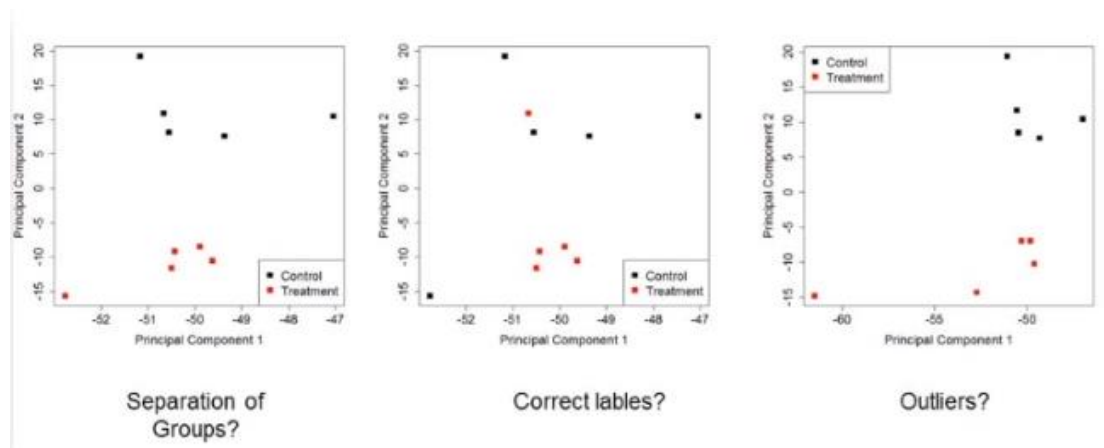 20
15
10
5
0
-5
-10
-15
Principal Component 2
Control
Treatment
-52
-51
-50
-49
-48
-47
Principal Component 1
Separation of
Groups?
20
15
10
5
0
-5
-10
-15
Principal Component 2
Control
Treatment
-52
-51
-50
-49
-48
-47
Principal Component 1
Correct lables?
20
15
10
5
0
-5
-10
-15
Principal Component 2
Control
Treatment
-60
-55
-50
Principal Component 1
Outliers?